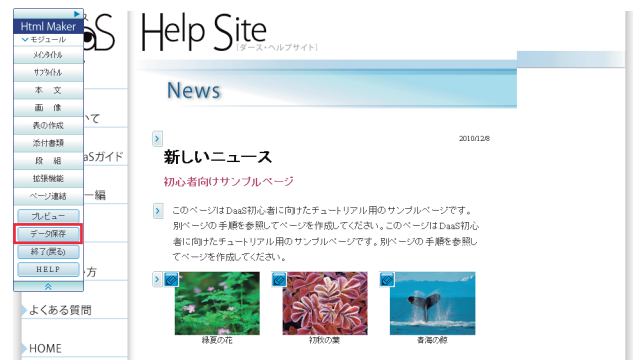 Html Maker
モジュール
メインタイトル
サブタイトル
本 文
画 像
表の作成
添付書類
段 組
拡張機能
ページ連結
プレビュー
データ保存
終了(戻る)
HELP
aS
いて
aaSガイド
ー編
方
よくある質問
HOME
Help Site
[ダース・ヘルプサイト]
News
2010/12/8
新しいニュース
初心者向けサンプルページ
このページは DaaS初心者に向けたチュートリアル用のサンプルページです。
別ページの手順を参照してページを作成してください。このページは DaaS初心
者に向けたチュートリアル用のサンプルページです。別ページの手順を参照し
てページを作成してください。
緑夏の花
初秋の葉
青海の鯨